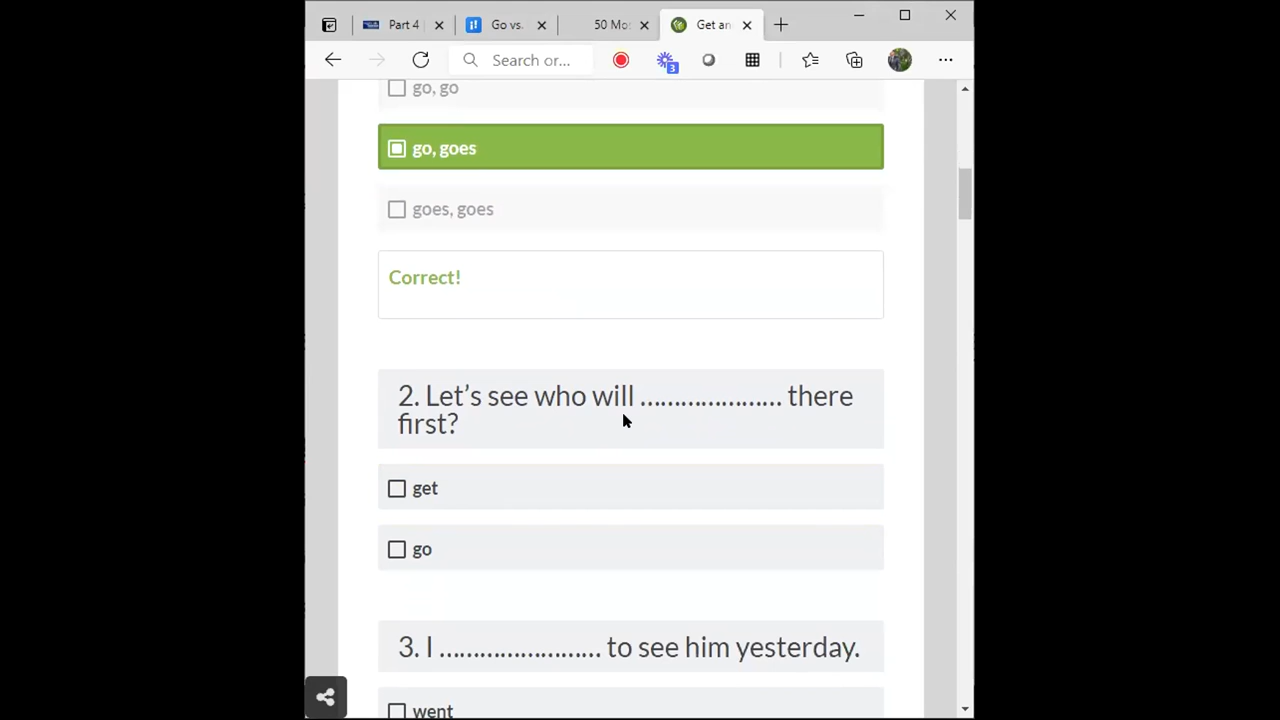 Part 4
Go vs.
50 Mo
Get an
Search or...
3
go, go
go, goes
goes, goes
Correct!
2. Let’s see who will ………………… there
first?
get
go
3. I …………………… to see him yesterday.
went